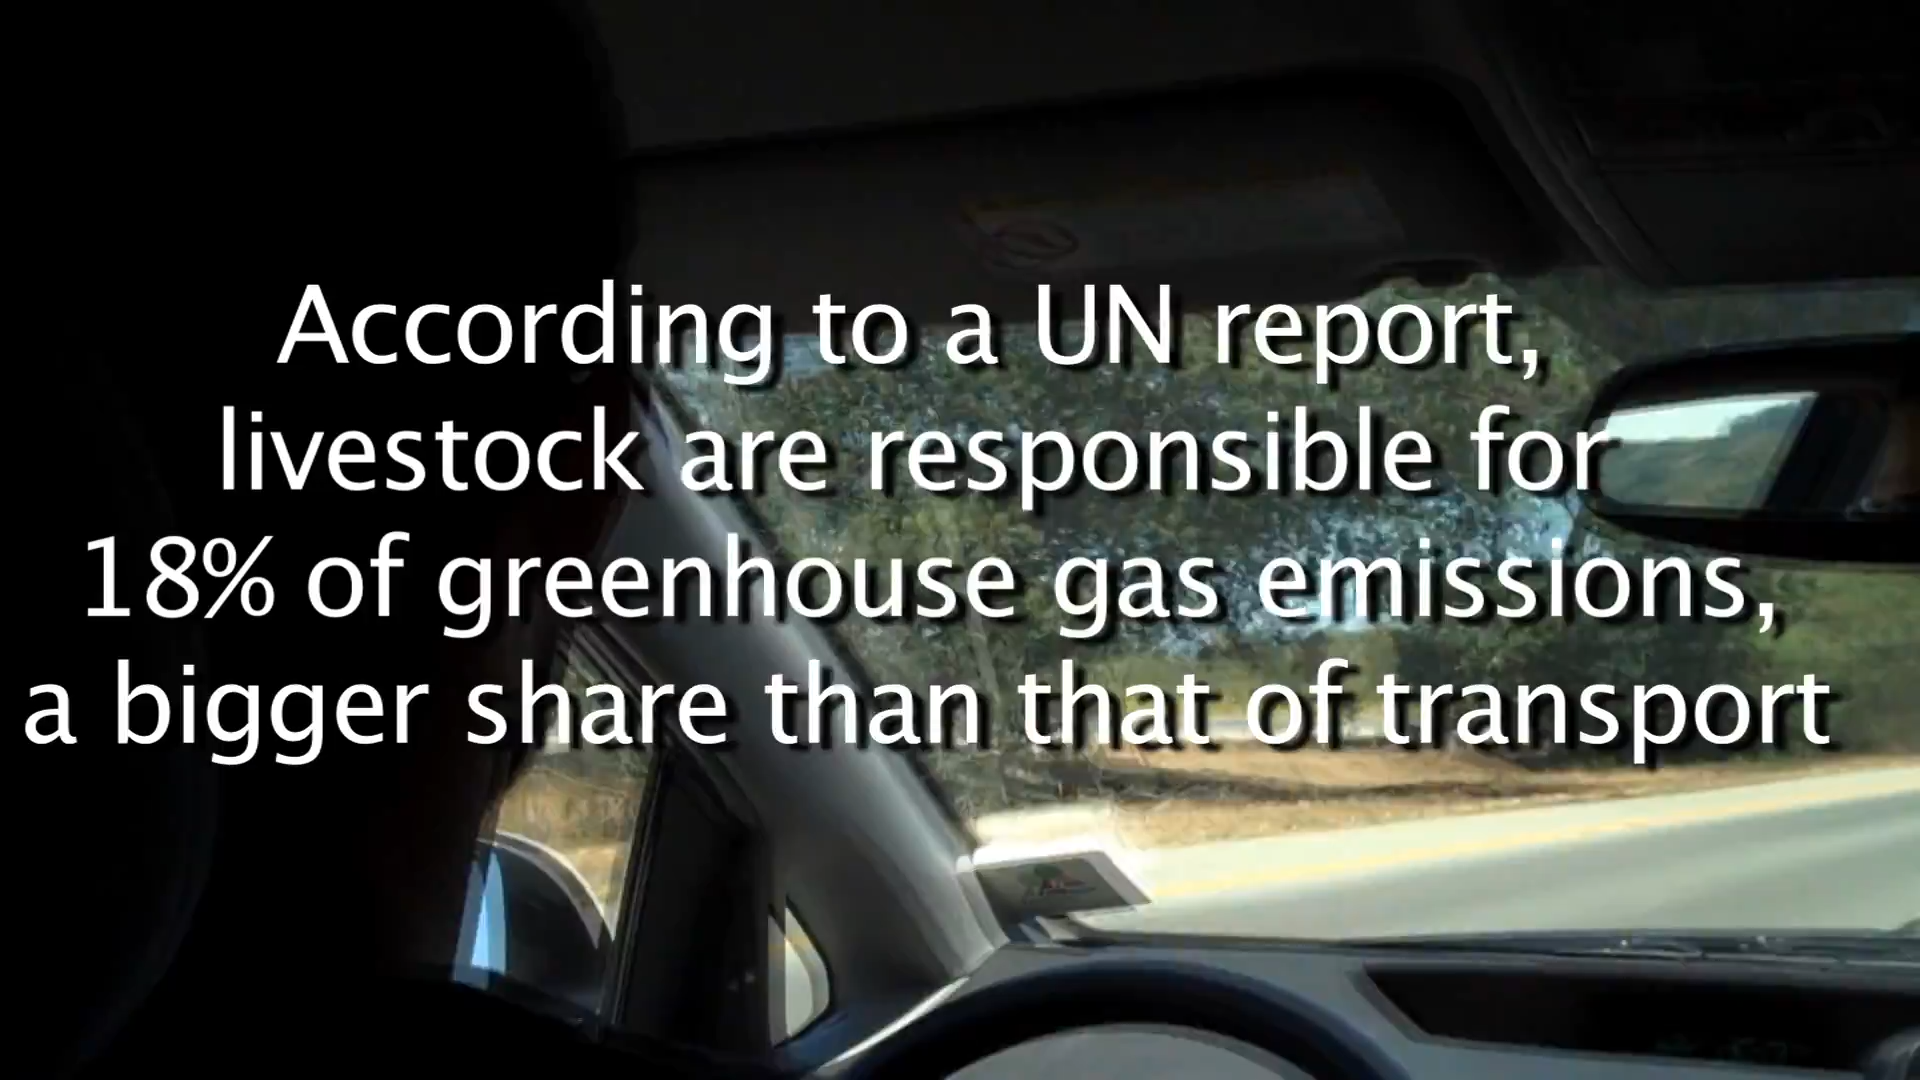 According to a UN report,
livestock are responsible for
18% of greenhouse gas emissions,
a bigger share than that of transport